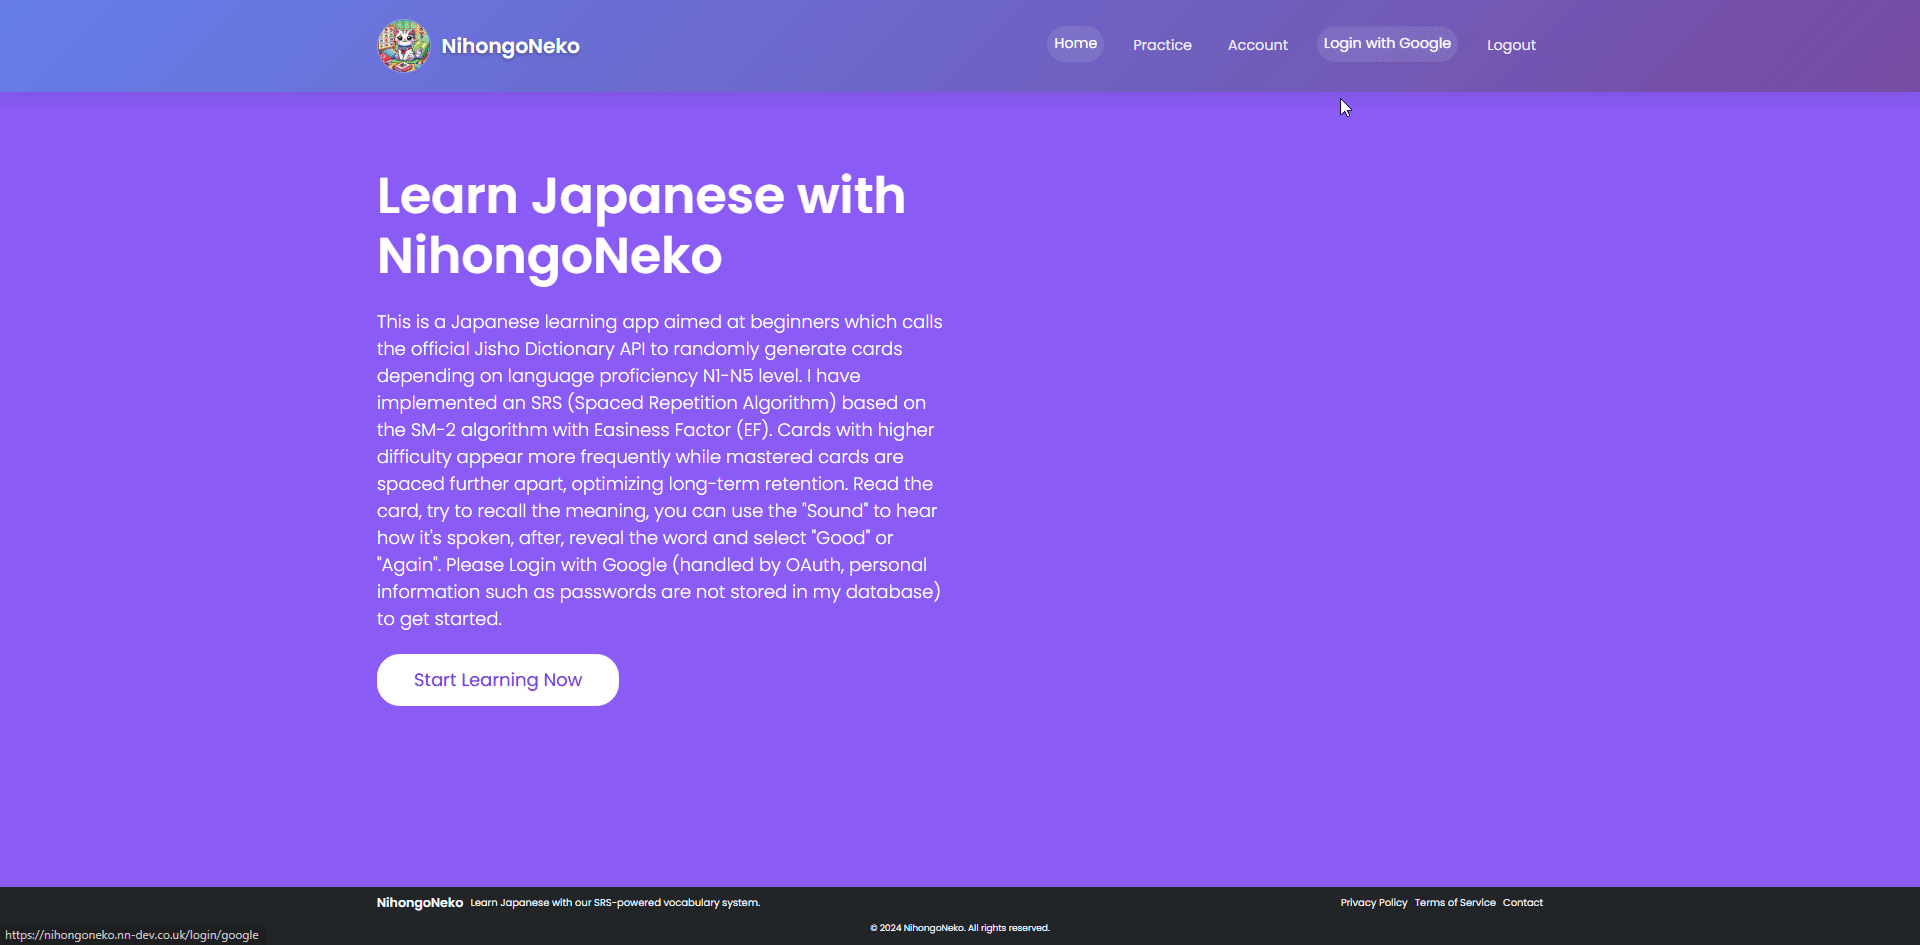 NihongoNeko
Home Practice Account Login with Google Logout
Learn Japanese with
NihongoNeko
This is a Japanese learning app aimed at beginners which calls
the official Jisho Dictionary API to randomly generate cards
depending on language proficiency N1-N5 level. I have
implemented an SRS (Spaced Repetition Algorithm) based on
the SM-2 algorithm with Easiness Factor (EF). Cards with higher
difficulty appear more frequently while mastered cards are
spaced further apart, optimizing long-term retention. Read the
card, try to recall the meaning, you can use the "Sound" to hear
how it's spoken, after, reveal the word and select "Good" or
"Again". Please Login with Google (handled by OAuth, personal
information such as passwords are not stored in my database)
to get started.
Start Learning Now
NihongoNeko Learn Japanese with our SRS-powered vocabulary system.
Privacy Policy Terms of Service Contact
© 2024 NihongoNeko. All rights reserved.
https://nihongoneko.nn-dev.co.uk/login/google